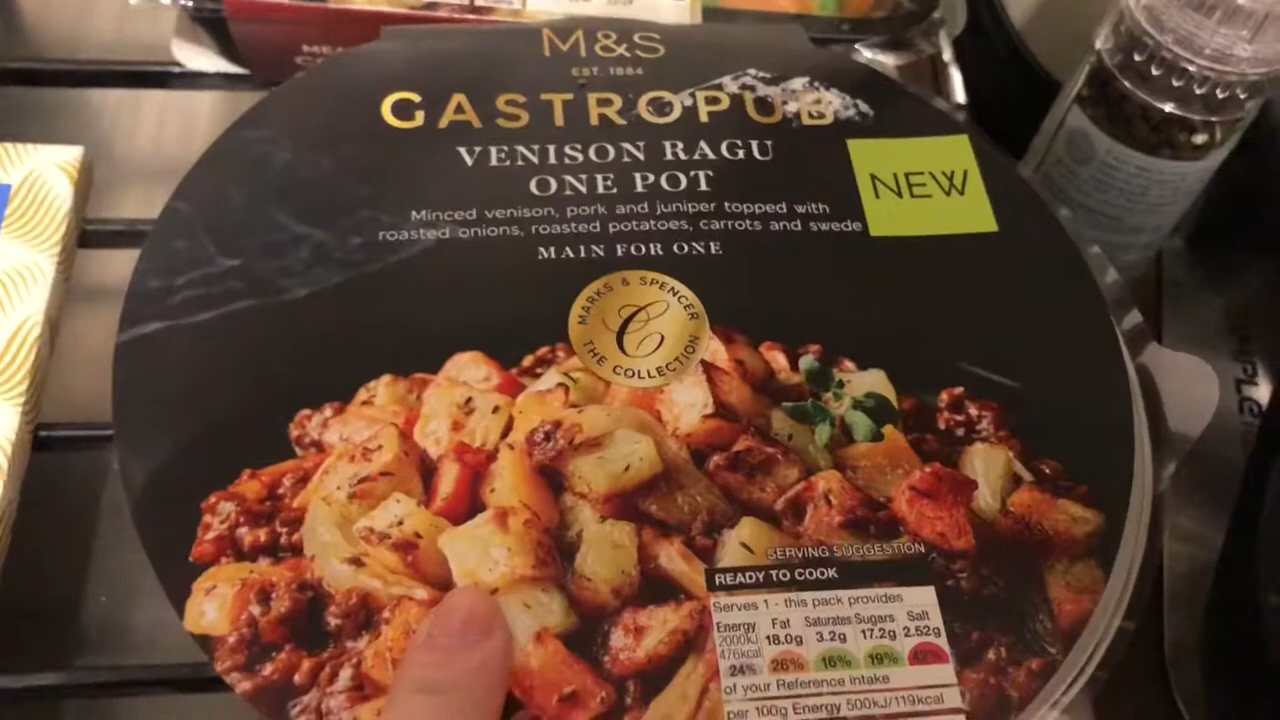 M&S
EST. 1884
GASTROPUB
VENISON RAGU
ONE POT
NEW
Minced venison, pork and juniper topped with
roasted onions, roasted potatoes, carrots and swede
MAIN FOR ONE
MARKS & SPENCER
C
THE COLLECTION
SERVING SUGGESTION
READY TO COOK
Serves 1 - this pack provides
Energy Fat Saturates Sugars Salt
2000kJ 18.0g 3.2g 17.2g 2.52g
476kcal
24% 26% 16% 19% 42%
of your Reference Intake
per 100g Energy 500kJ/119kcal